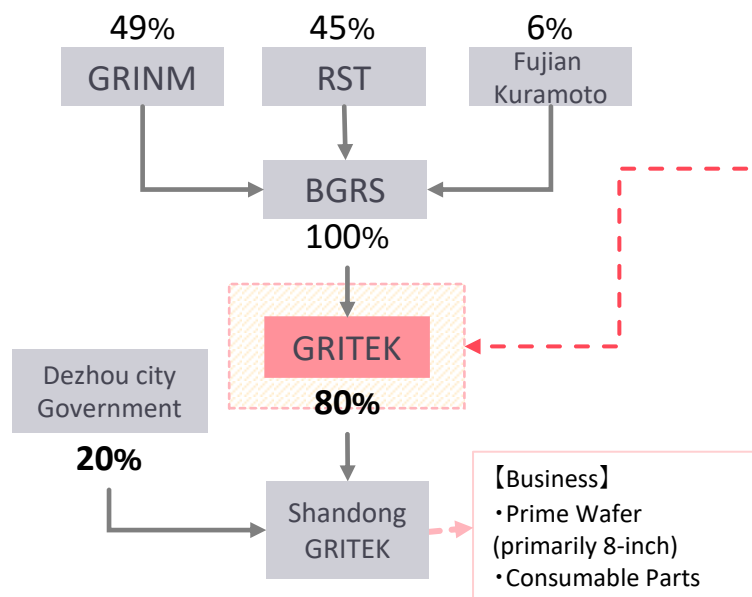 49%
45%
6%
GRINM
RST
Fujian
Kuramoto
BGRS
100%
GRITEK
Dezhou city
Government
80%
20%
Shandong
GRITEK
【Business】
・Prime Wafer
(primarily 8-inch)
・Consumable Parts